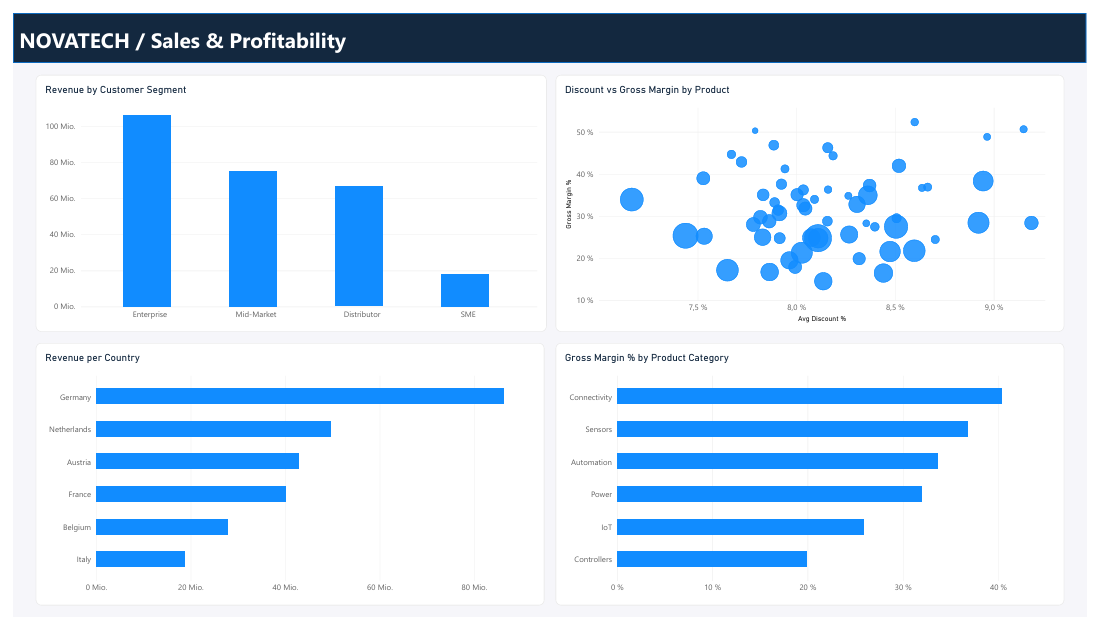 NOVATECH / Sales & Profitability
Revenue by Customer Segment
100 Mio.
80 Mio.
60 Mio.
40 Mio.
20 Mio.
0 Mio.
Enterprise Mid-Market Distributor SME
Discount vs Gross Margin by Product
Gross Margin %
50 %
40 %
30 %
20 %
10 %
7,5 % 8,0 % 8,5 % 9,0 %
Avg Discount %
Revenue per Country
Germany
Netherlands
Austria
France
Belgium
Italy
0 Mio. 20 Mio. 40 Mio. 60 Mio. 80 Mio.
Gross Margin % by Product Category
Connectivity
Sensors
Automation
Power
IoT
Controllers
0 % 10 % 20 % 30 % 40 %